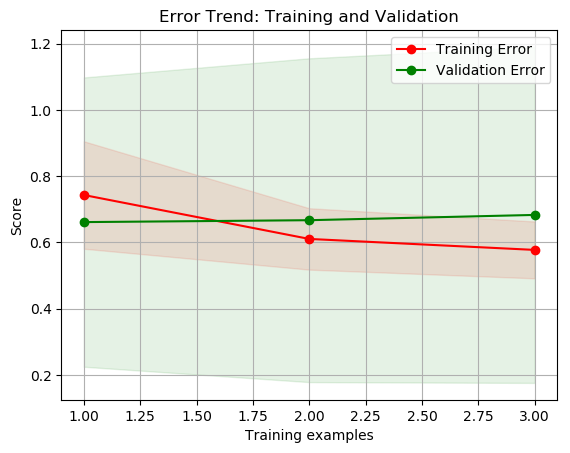 Error Trend: Training and Validation
Training Error
Validation Error
Score
1.2
1.0
0.8
0.6
0.4
0.2
1.00 1.25 1.50 1.75 2.00 2.25 2.50 2.75 3.00
Training examples